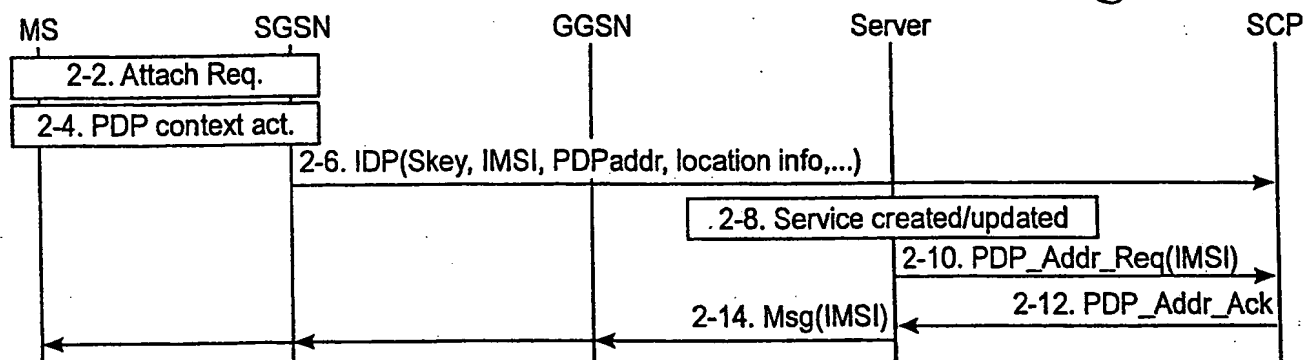 MS SGSN GGSN Server SCP
2-2. Attach Req.
2-4. PDP context act.
2-6. IDP(Skey, IMSI, PDPaddr, location info,...)
2-8. Service created/updated
2-10. PDP_Addr_Req(IMSI)
2-12. PDP_Addr_Ack
2-14. Msg(IMSI)